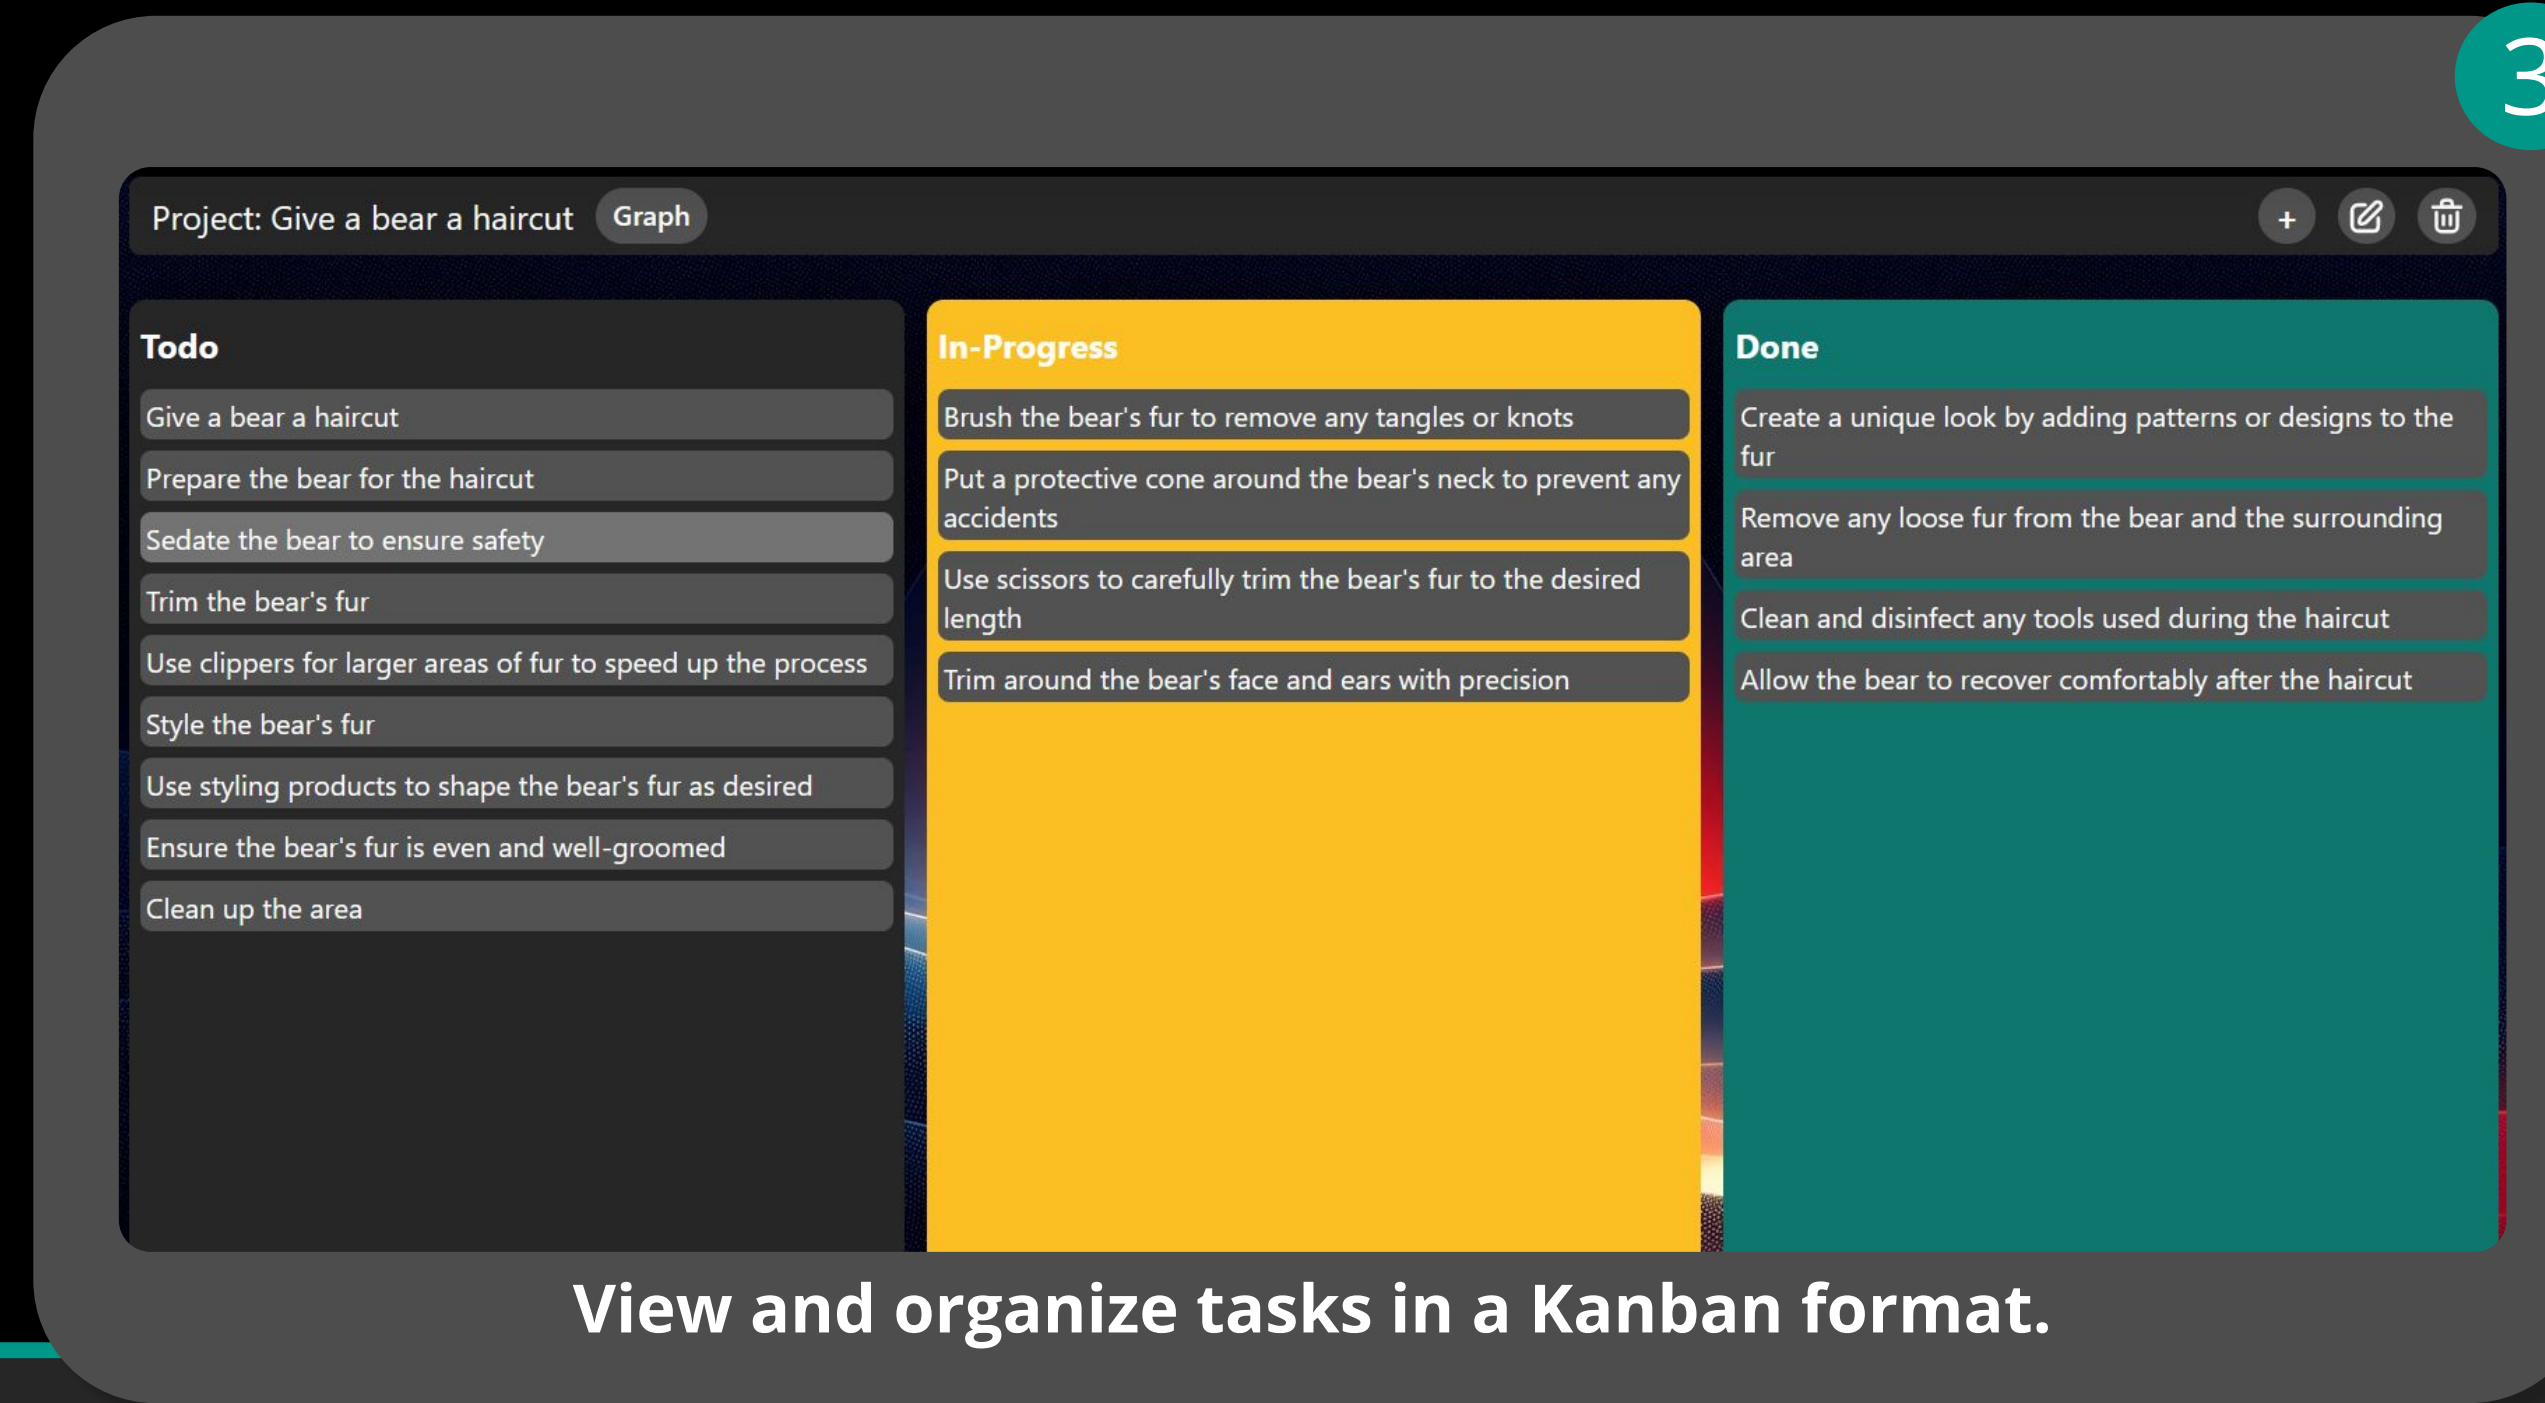 3
Project: Give a bear a haircut
Graph
+
Todo
Give a bear a haircut
Prepare the bear for the haircut
Sedate the bear to ensure safety
Trim the bear's fur
Use clippers for larger areas of fur to speed up the process
Style the bear's fur
Use styling products to shape the bear's fur as desired
Ensure the bear's fur is even and well-groomed
Clean up the area
In-Progress
Brush the bear's fur to remove any tangles or knots
Put a protective cone around the bear's neck to prevent any
accidents
Use scissors to carefully trim the bear's fur to the desired
length
Trim around the bear's face and ears with precision
Done
Create a unique look by adding patterns or designs to the
fur
Remove any loose fur from the bear and the surrounding
area
Clean and disinfect any tools used during the haircut
Allow the bear to recover comfortably after the haircut
View and organize tasks in a Kanban format.